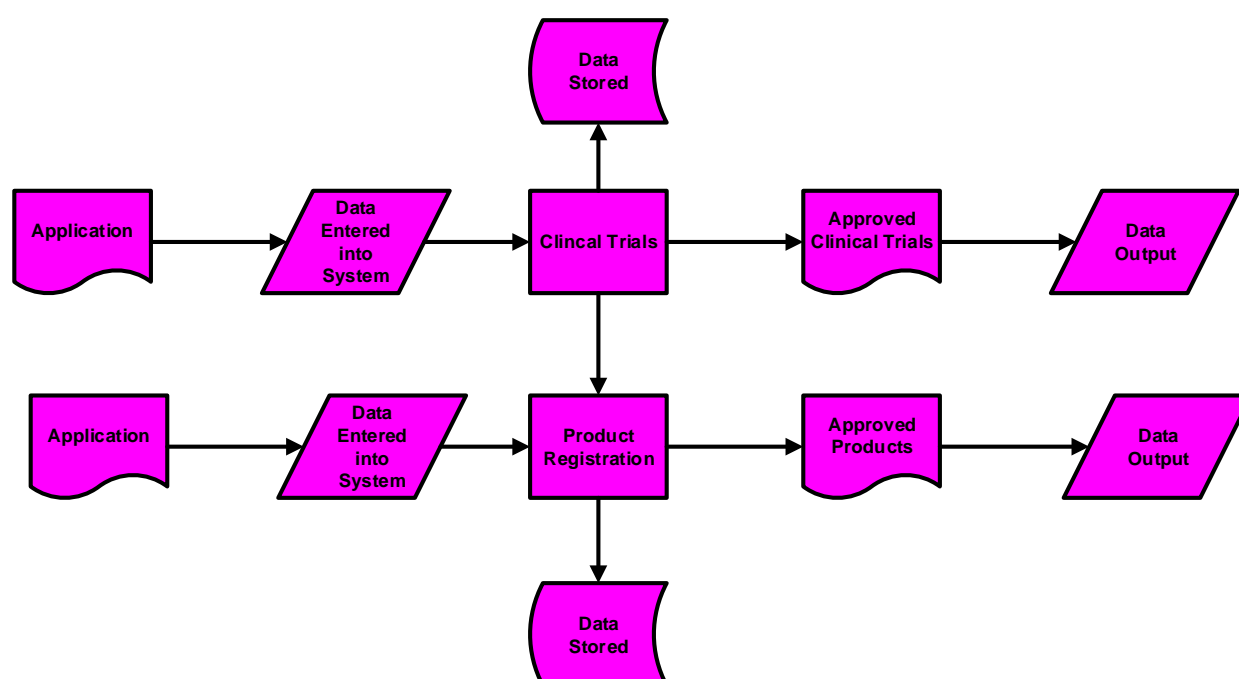 Data
Stored
Application
Data
Entered
into
System
Clincal Trials
Approved
Clinical Trials
Data
Output
Application
Data
Entered
into
System
Product
Registration
Approved
Products
Data
Output
Data
Stored